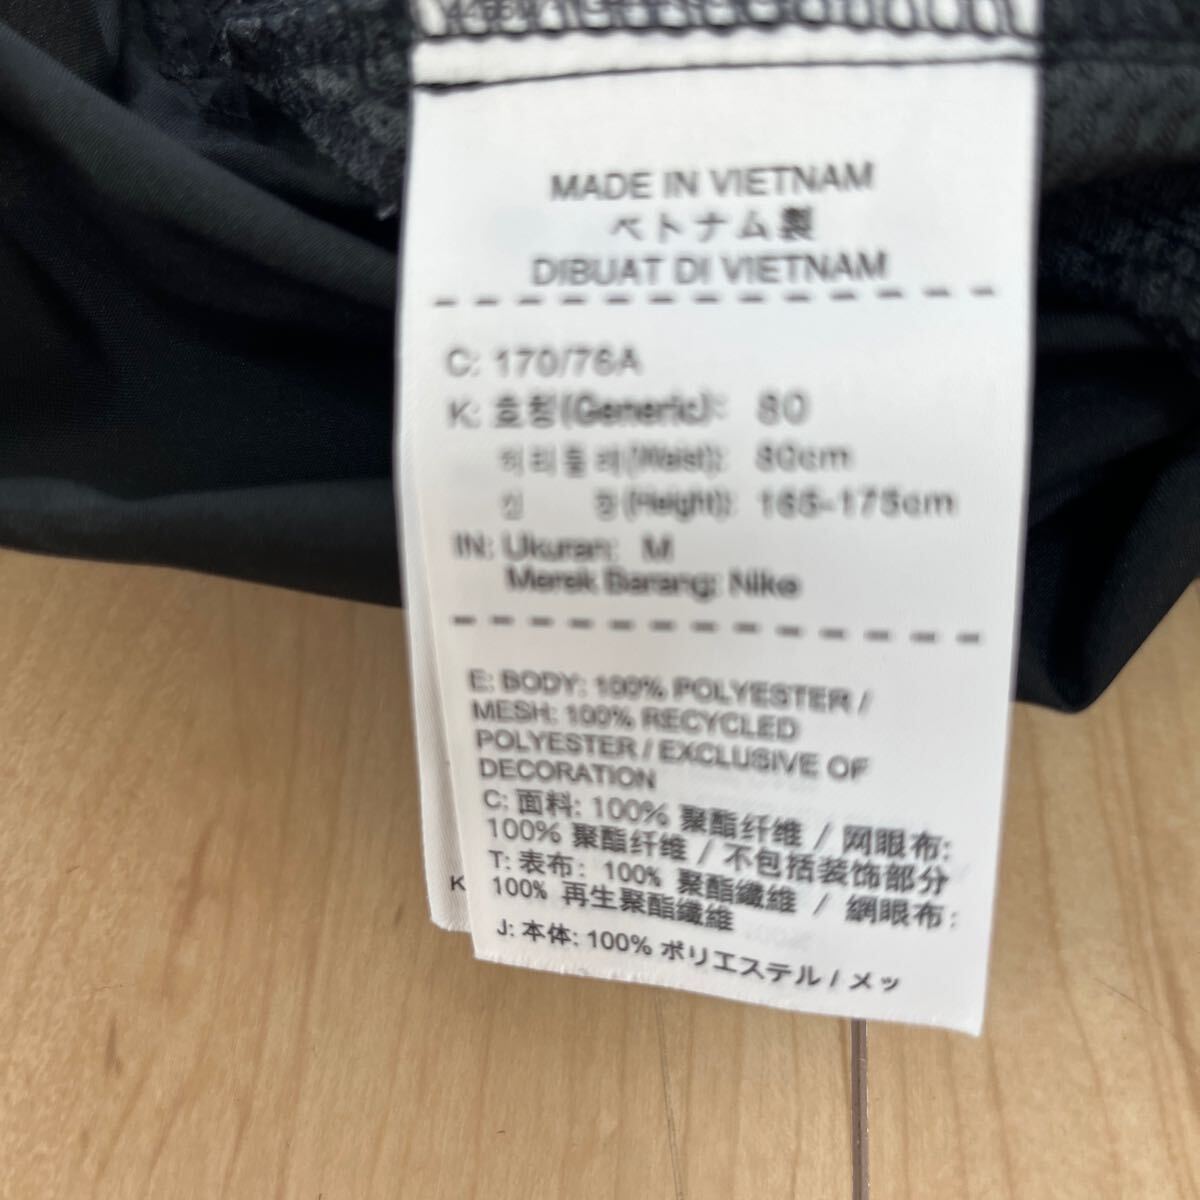 MADE IN VIETNAM
ベトナム製
DIBUAT DI VIETNAM
C: 170/76A
K: 호칭(Generic): 80
허리둘레(Waist): 80cm
신 장(Height): 165-175cm
IN: Ukuran: M
Merek Barang: Nike
E: BODY: 100% POLYESTER /
MESH: 100% RECYCLED
POLYESTER / EXCLUSIVE OF
DECORATION
C: 面料: 100% 聚酯纤维 / 网眼布:
100% 聚酯纤维 / 不包括装饰部分
T: 表布: 100% 聚酯纖維 / 網眼布:
100% 再生聚酯纖維
J: 本体: 100% ポリエステル / メッ
K